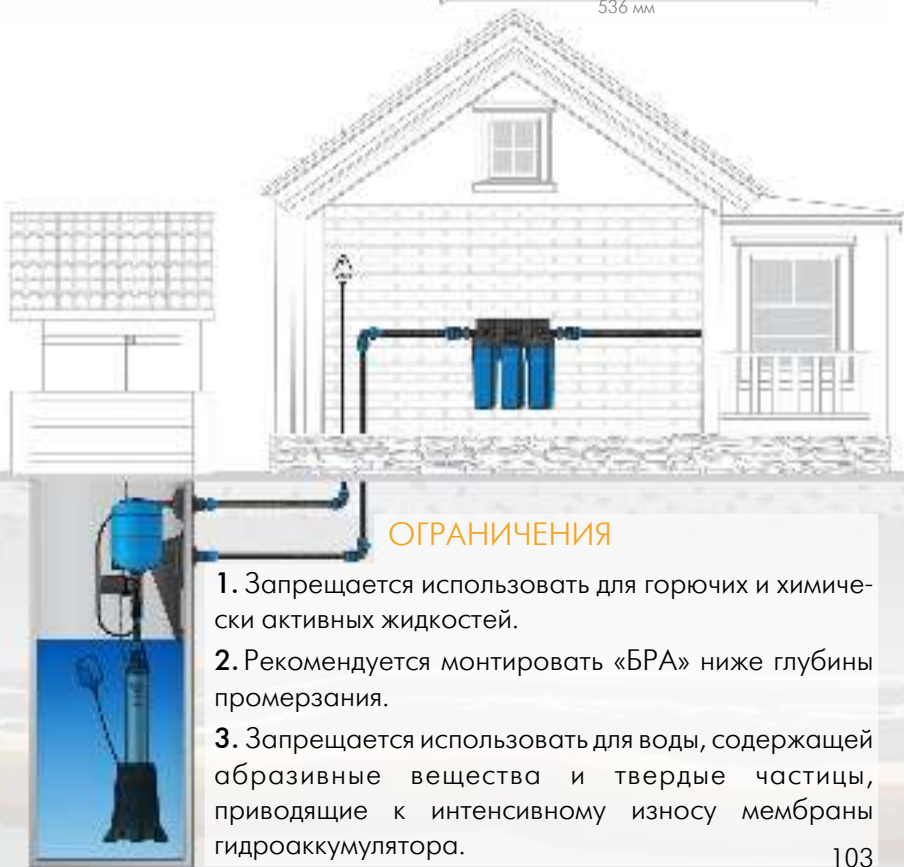 536 мм
ОГРАНИЧЕНИЯ
1. Запрещается использовать для горючих и химиче-
ски активных жидкостей.
2. Рекомендуется монтировать «БРА» ниже глубины
промерзания.
3. Запрещается использовать для воды, содержащей
абразивные вещества и твердые частицы,
приводящие к интенсивному износу мембраны
гидроаккумулятора.
103